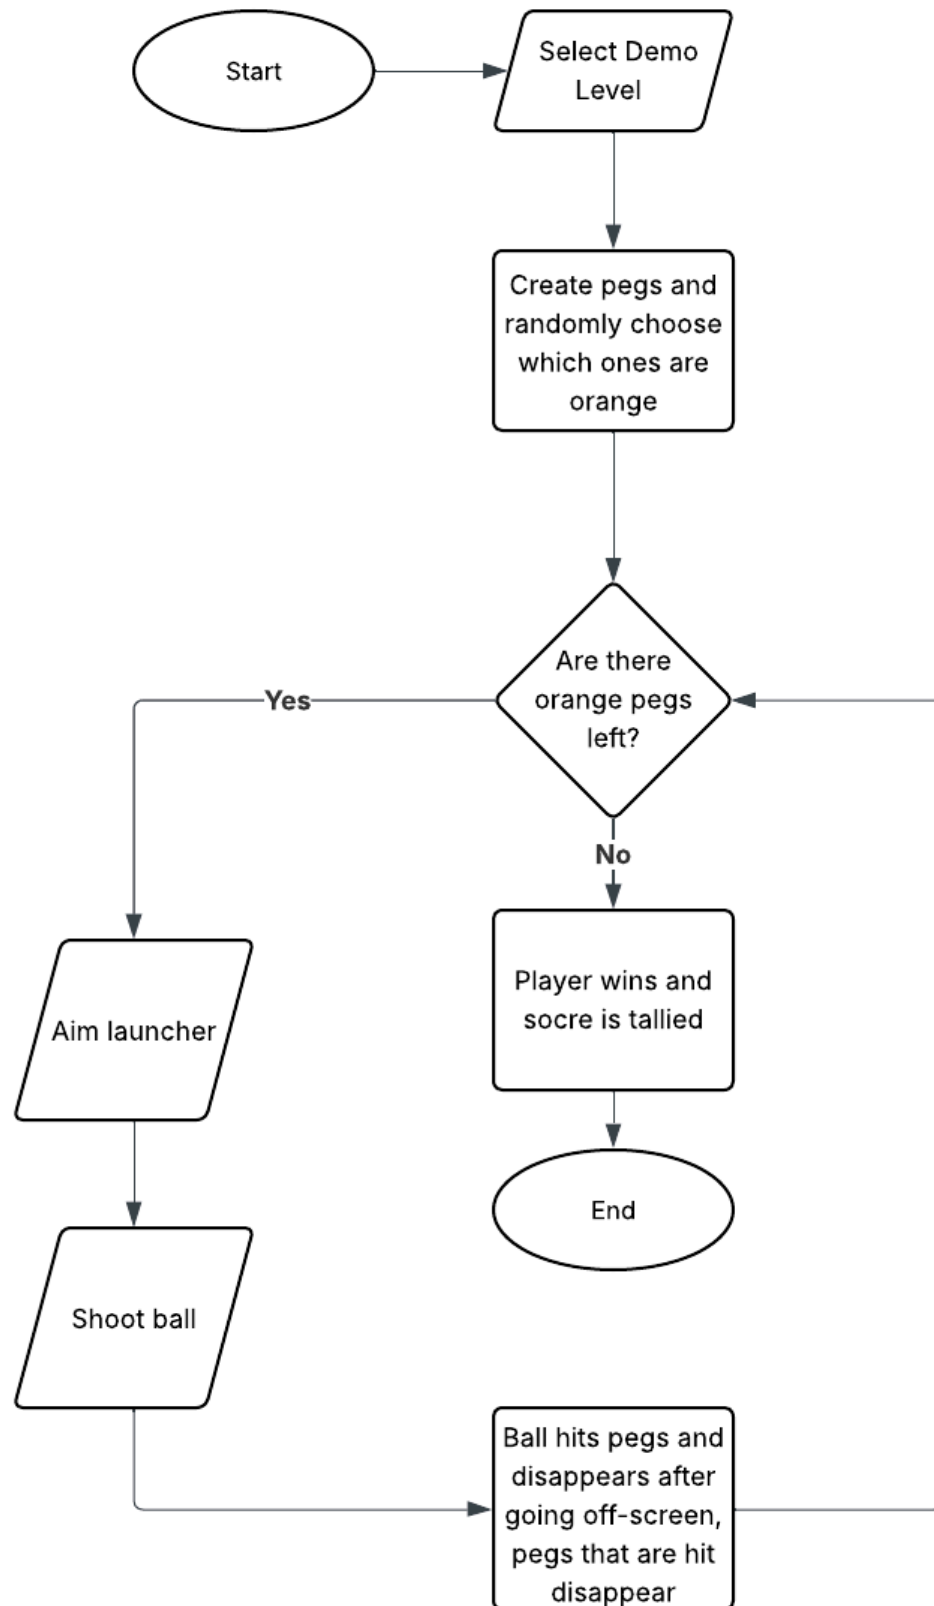 Start
Select Demo
Level
Create pegs and
randomly choose
which ones are
orange
Are there
orange pegs
left?
Yes
No
Aim launcher
Player wins and
socre is tallied
End
Shoot ball
Ball hits pegs and
disappears after
going off-screen,
pegs that are hit
disappear